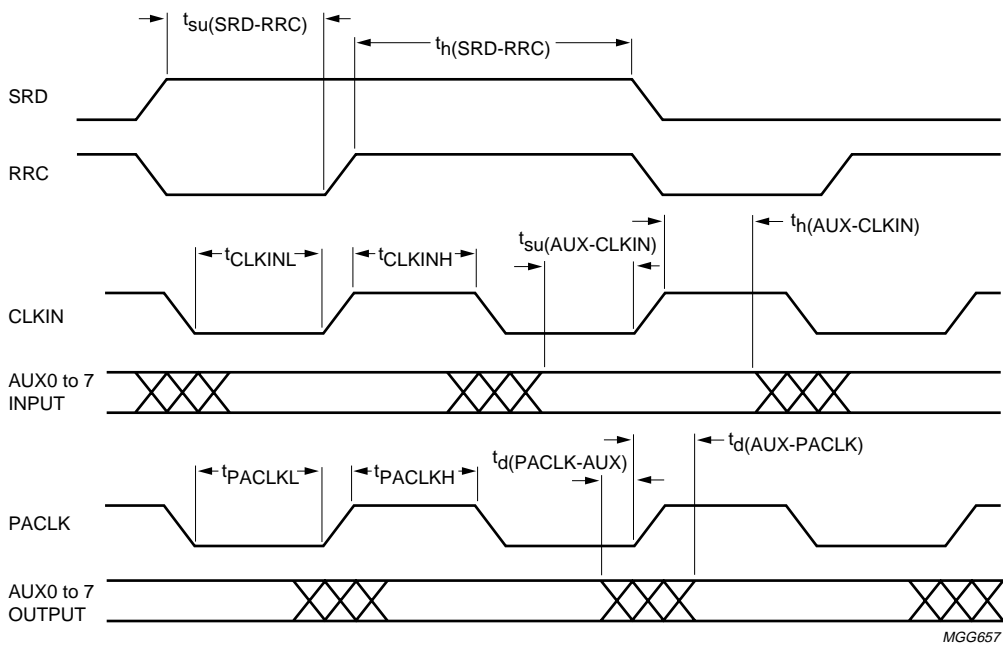 tsu(SRD-RRC)
th(SRD-RRC)
SRD
RRC
th(AUX-CLKIN)
tsu(AUX-CLKIN)
tCLKINL
tCLKINH
CLKIN
AUX0 to 7
INPUT
td(AUX-PACLK)
td(PACLK-AUX)
tPACLKL
tPACLKH
PACLK
AUX0 to 7
OUTPUT
MGG657